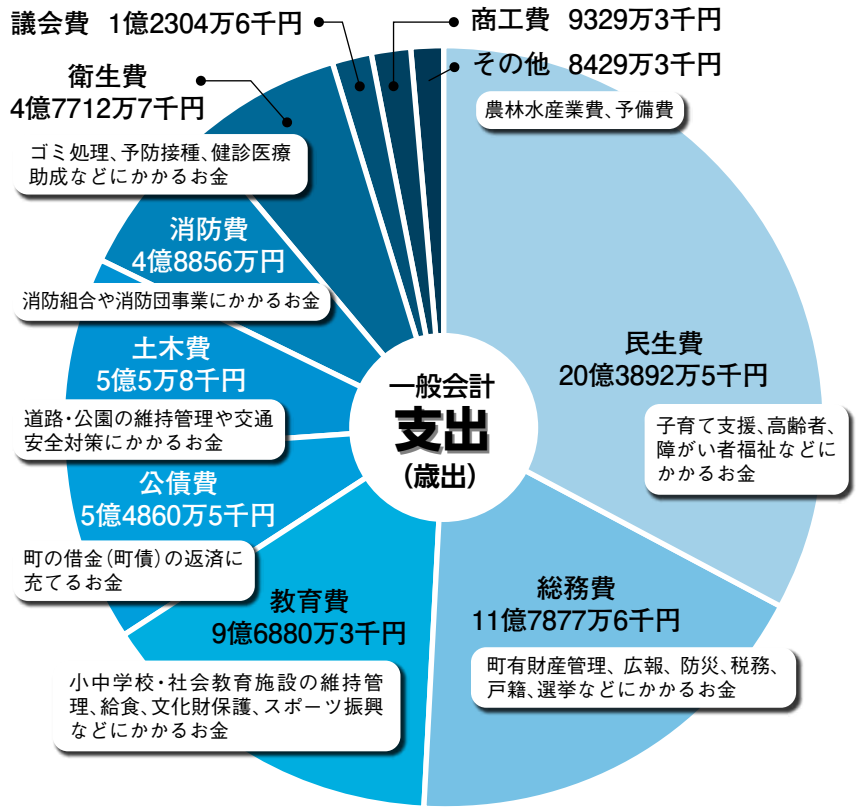 議会費 1億2304万6千円
商工費 9329万3千円
その他 8429万3千円
農林水産業費、予備費
衛生費
4億7712万7千円
ゴミ処理、予防接種、健診医療
助成などにかかるお金
消防費
4億8856万円
消防組合や消防団事業にかかるお金
土木費
5億5万8千円
道路・公園の維持管理や交通
安全対策にかかるお金
公債費
5億4860万5千円
町の借金(町債)の返済に
充てるお金
教育費
9億6880万3千円
小中学校・社会教育施設の維持管
理、給食、文化財保護、スポーツ振興
などにかかるお金
一般会計
支出
(歳出)
民生費
20億3892万5千円
子育て支援、高齢者、
障がい者福祉などに
かかるお金
総務費
11億7877万6千円
町有財産管理、広報、防災、税務、
戸籍、選挙などにかかるお金